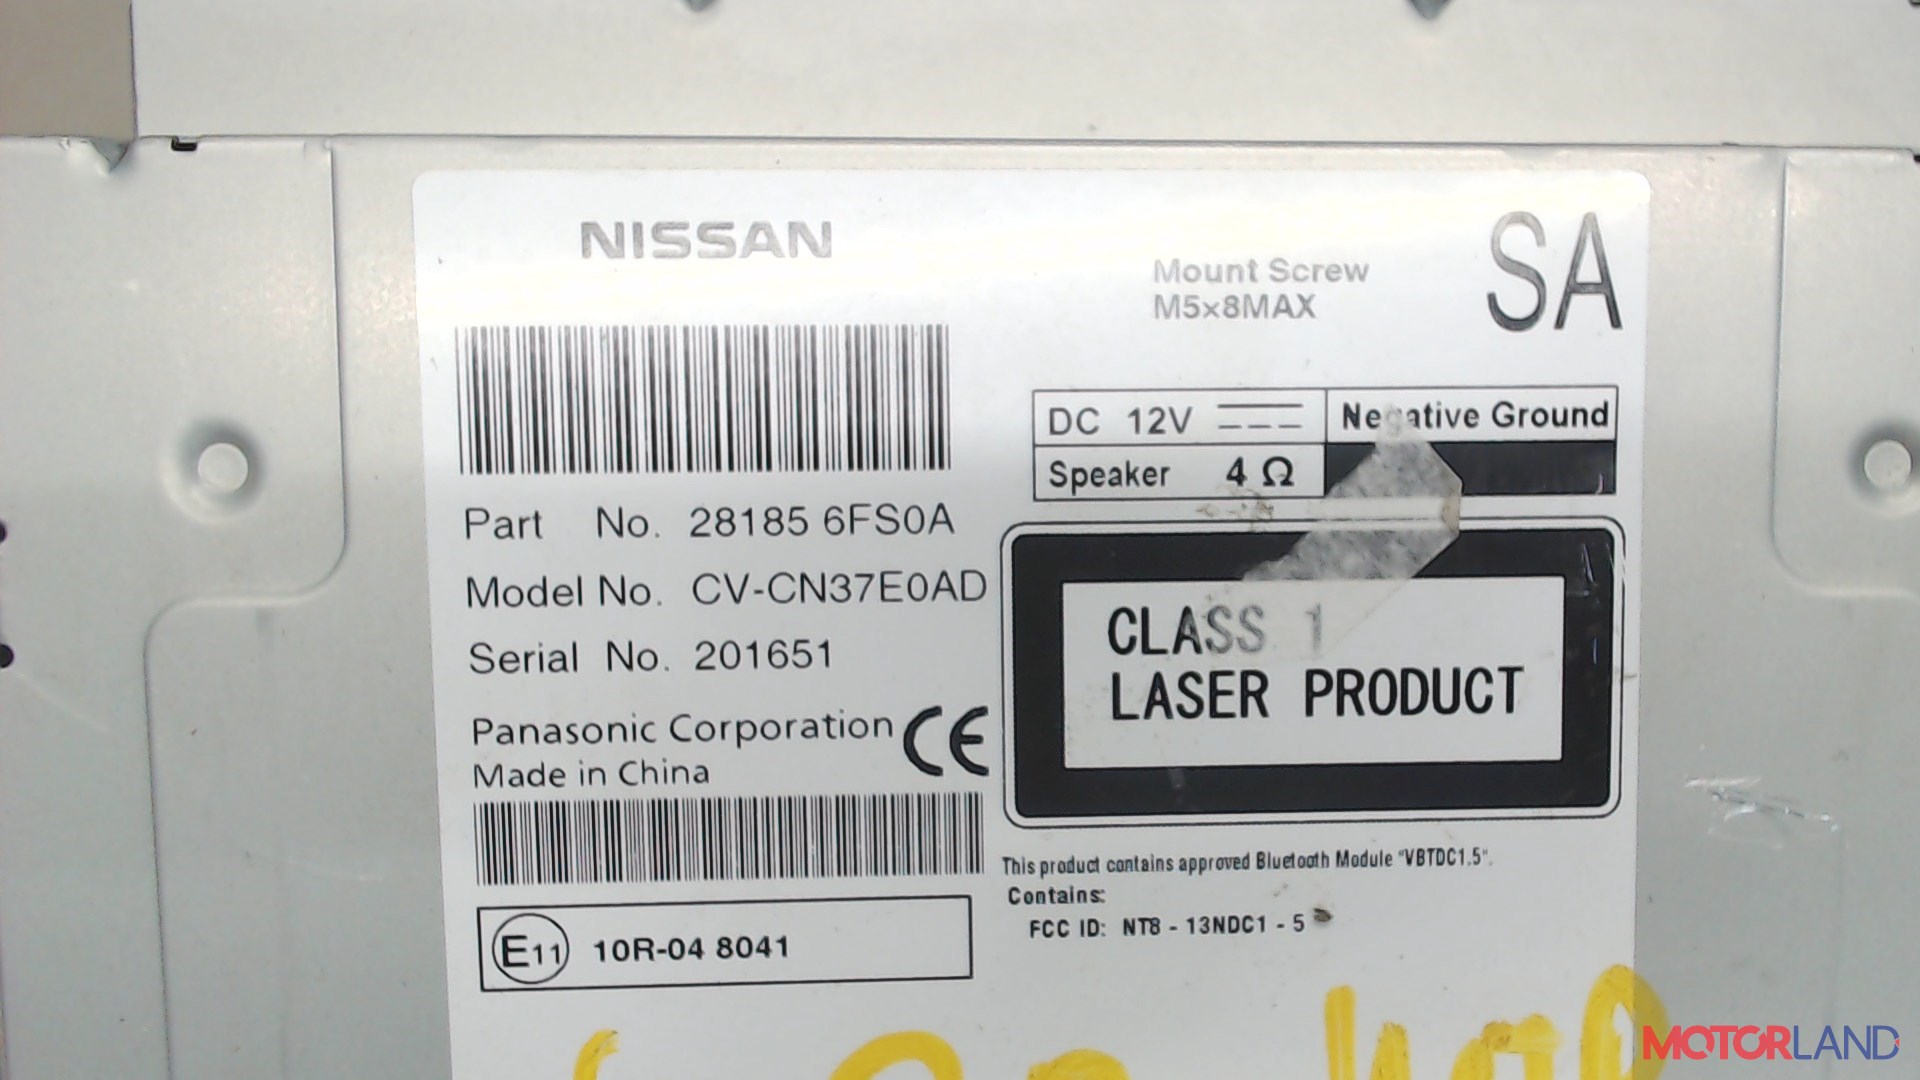 NISSAN
Mount Screw
M5×8MAX
SA
DC 12V
Negative Ground
Speaker 4 Ω
Part No. 28185 6FS0A
Model No. CV-CN37E0AD
Serial No. 201651
Panasonic Corporation
Made in China
CE
CLASS 1
LASER PRODUCT
This product contains approved Bluetooth Module "VBTDC1.5".
Contains:
FCC ID: NT8 - 13NDC1 - 5
E11 10R-04 8041
MOTORLAND